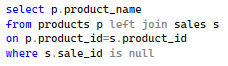 select p.product_name
from products p left join sales s
on p.product_id=s.product_id
where s.sale_id is null